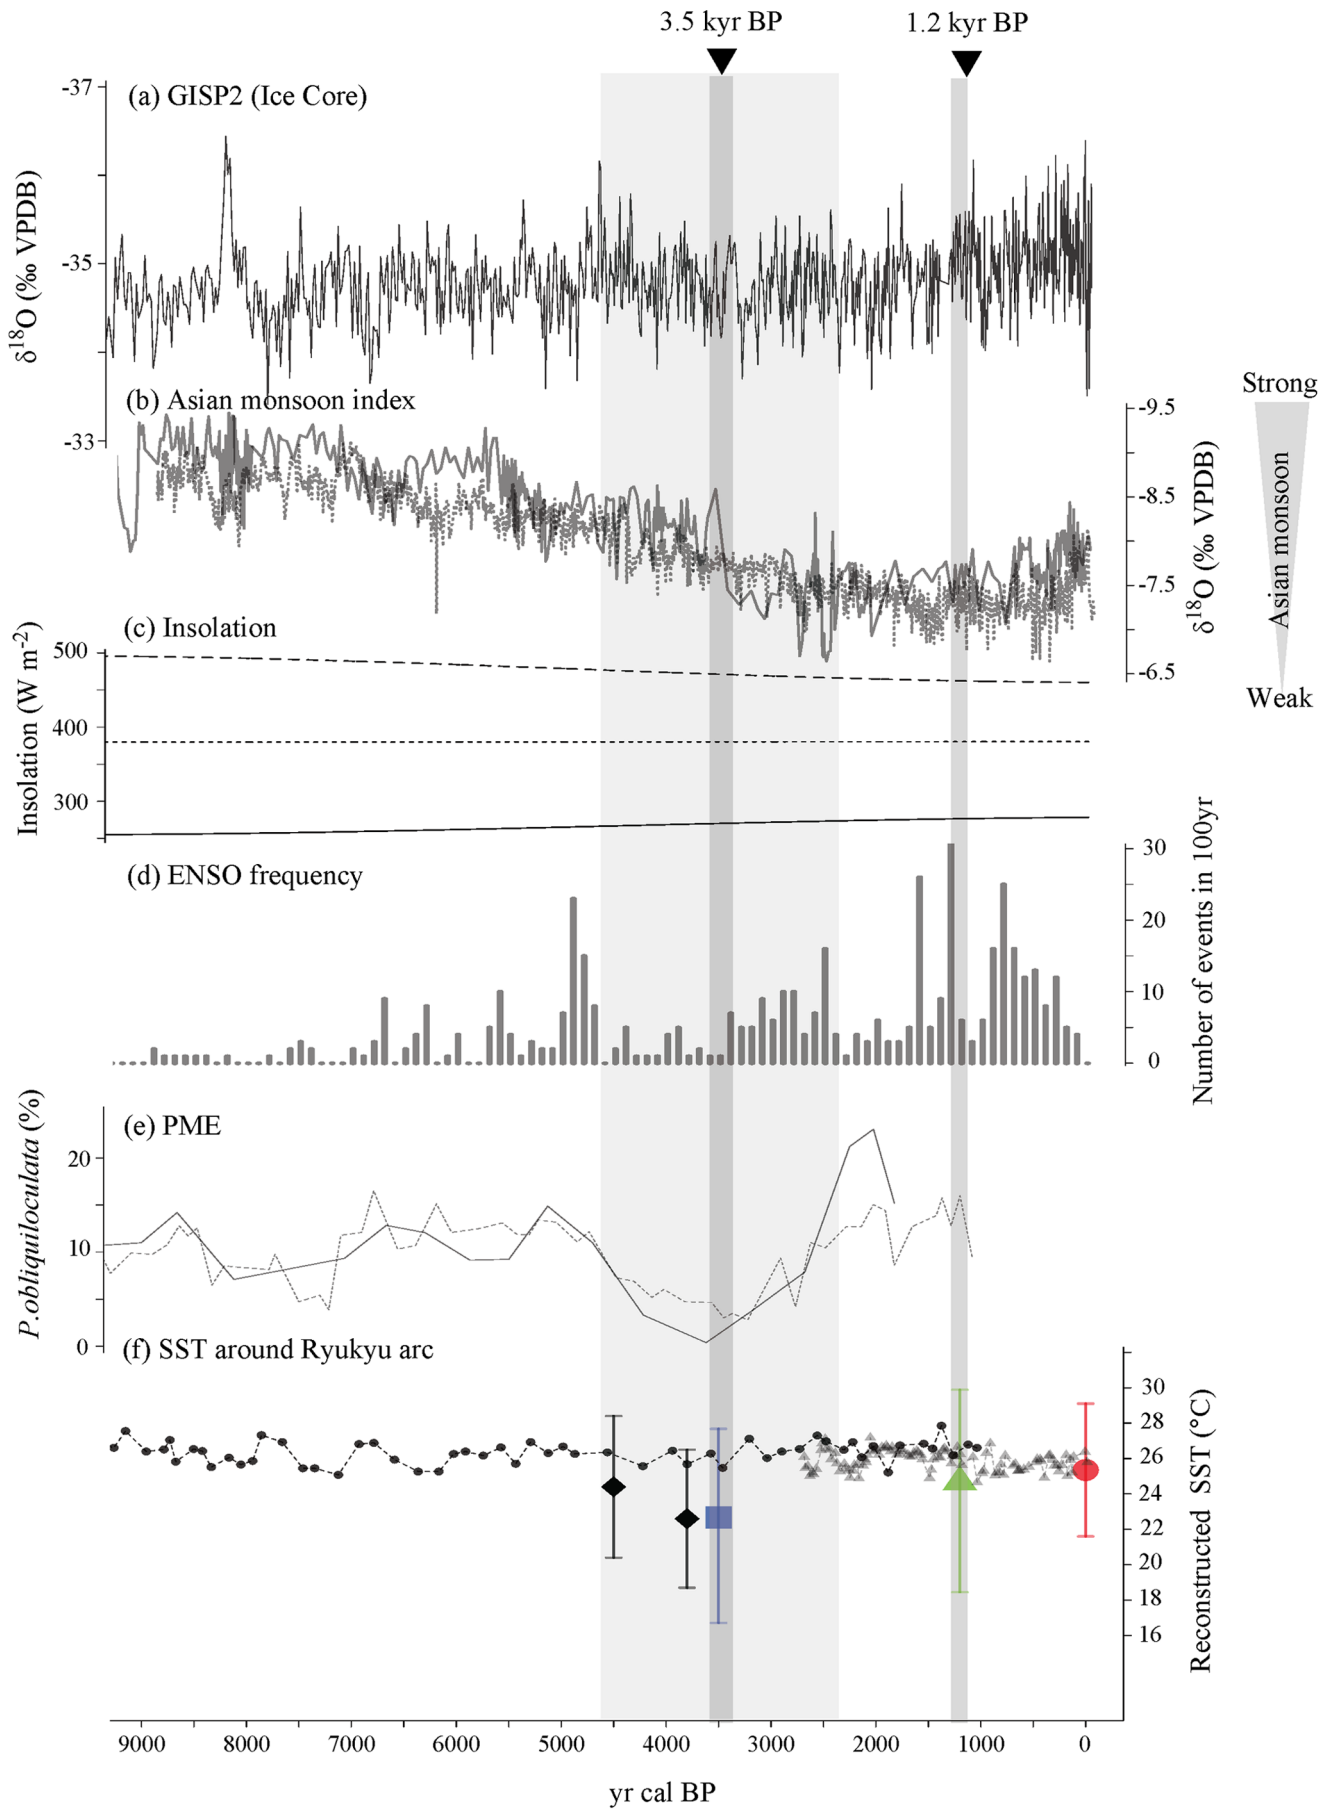 3.5 kyr BP
1.2 kyr BP
(a) GISP2 (Ice Core)
-37
-35
-33
δ18O (‰ VPDB)
(b) Asian monsoon index
-9.5
-8.5
-7.5
-6.5
δ18O (‰ VPDB)
Strong
Asian monsoon
Weak
(c) Insolation
500
400
300
Insolation (W m-2)
(d) ENSO frequency
30
20
10
0
Number of events in 100yr
(e) PME
20
10
0
P.obliquiloculata (%)
(f) SST around Ryukyu arc
30
28
26
24
22
20
18
16
Reconstructed SST (°C)
9000
8000
7000
6000
5000
4000
3000
2000
1000
0
yr cal BP